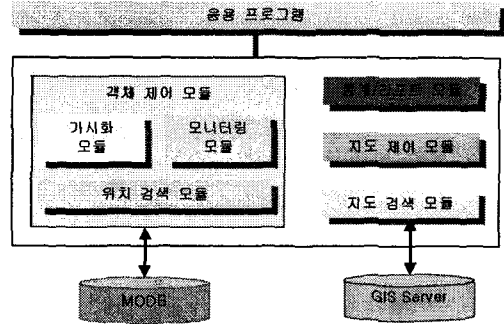 응용 프로그램
객체 제어 모듈
가시화
모듈
모니터링
모듈
위치 검색 모듈
모듈
지도 제어 모듈
지도 검색 모듈
MODB
GIS Server